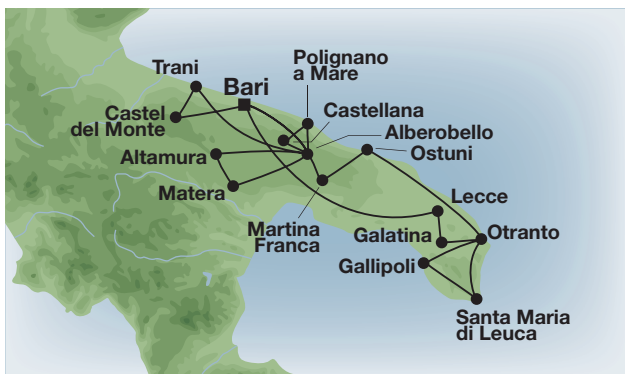 Polignano
a Mare
Trani
Bari
Castel
del Monte
Castellana
Alberobello
Ostuni
Altamura
Matera
Martina
Franca
Lecce
Galatina
Otranto
Gallipoli
Santa Maria
di Leuca